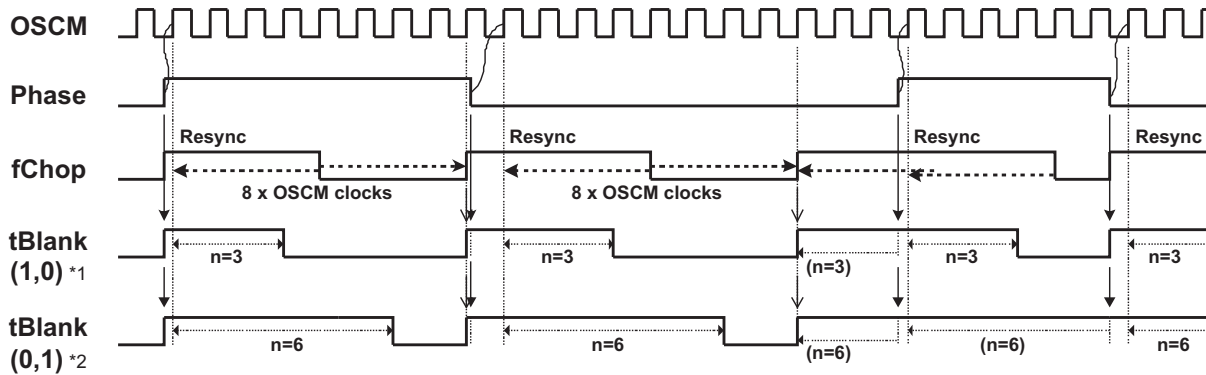 OSCM
Phase
Resync Resync Resync Resync
fChop
8 x OSCM clocks 8 x OSCM clocks
tBlank
(1,0) *1
n=3 n=3 (n=3) n=3 n=3
tBlank
(0,1) *2
n=6 n=6 (n=6) (n=6) n=6